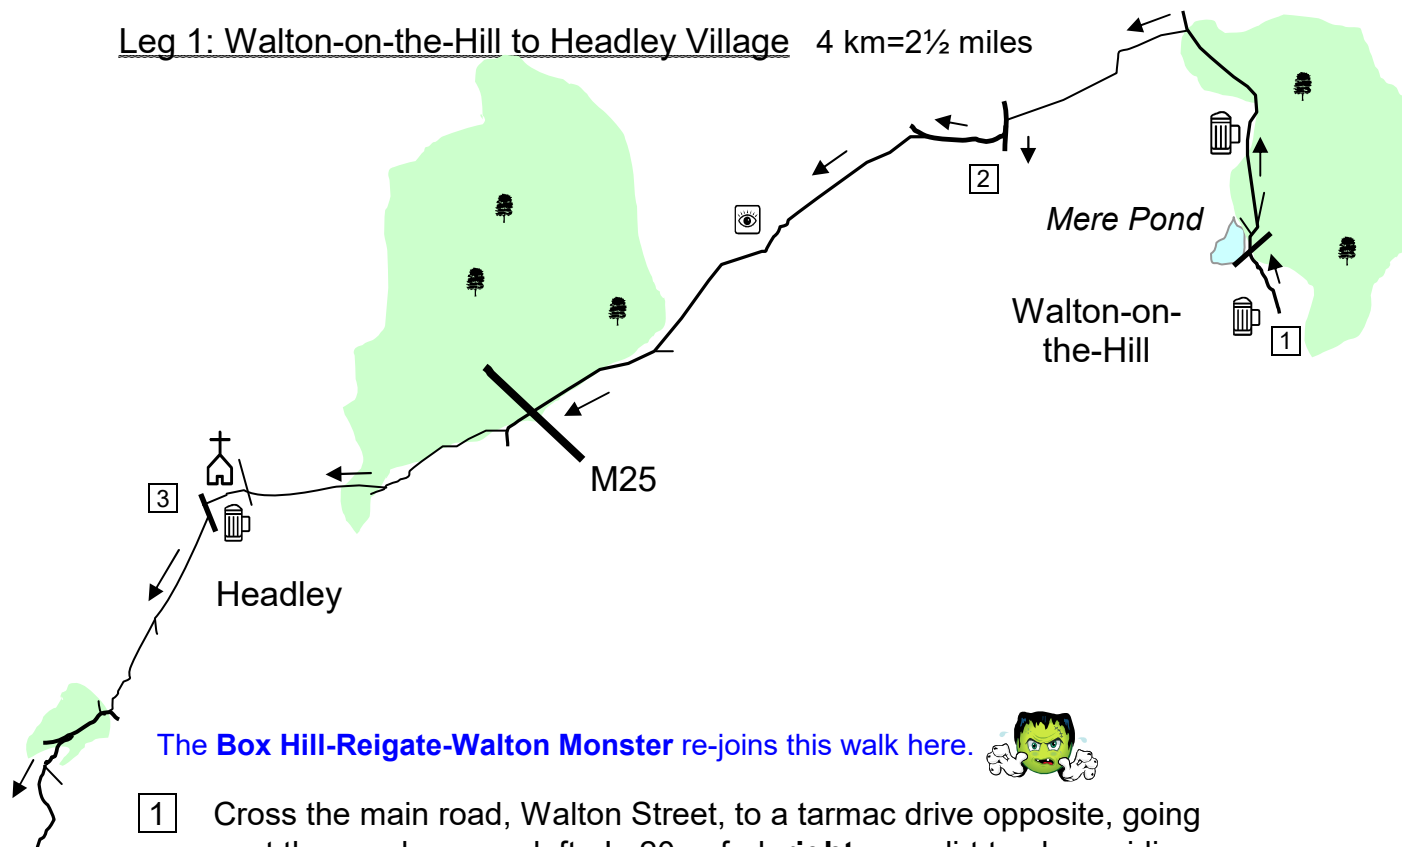 Leg 1: Walton-on-the-Hill to Headley Village 4 km=2½ miles
2
Mere Pond
Walton-on-
the-Hill
1
M25
3
Headley
The Box Hill-Reigate-Walton Monster re-joins this walk here.
1 Cross the main road, Walton Street, to a tarmac drive opposite, going